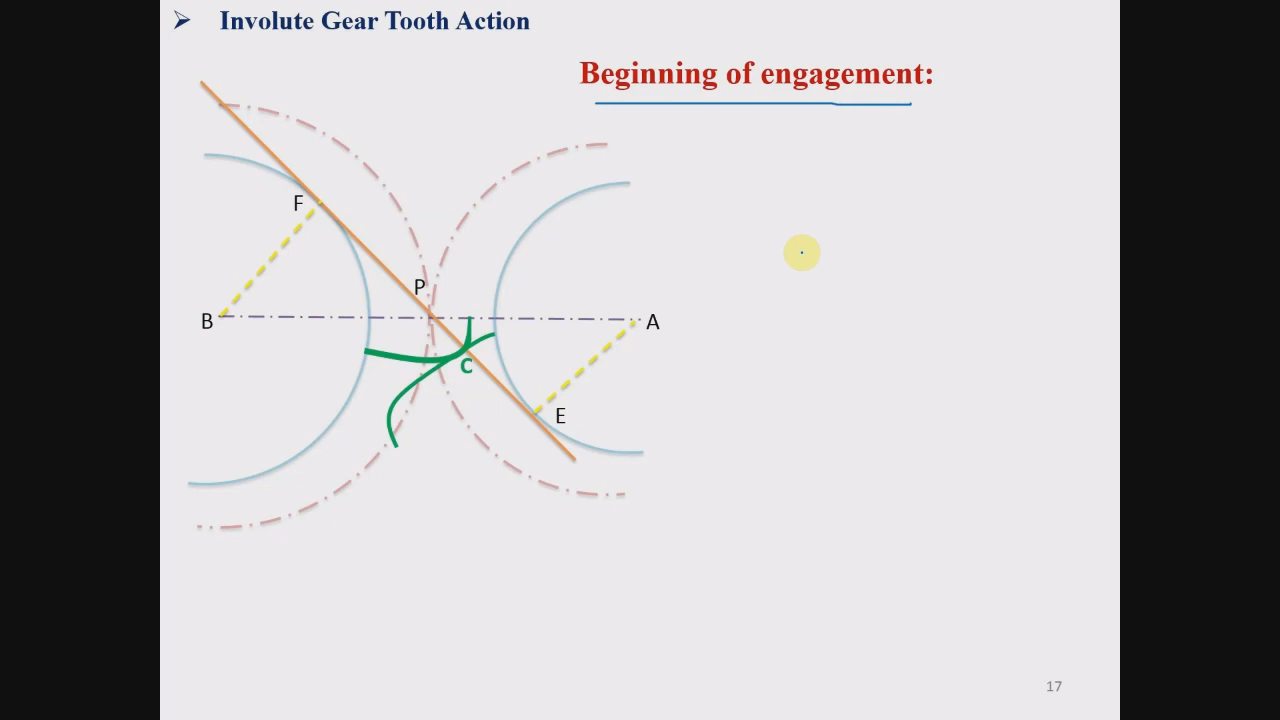 ➢ Involute Gear Tooth Action
Beginning of engagement:
F
P
B
A
C
E
17